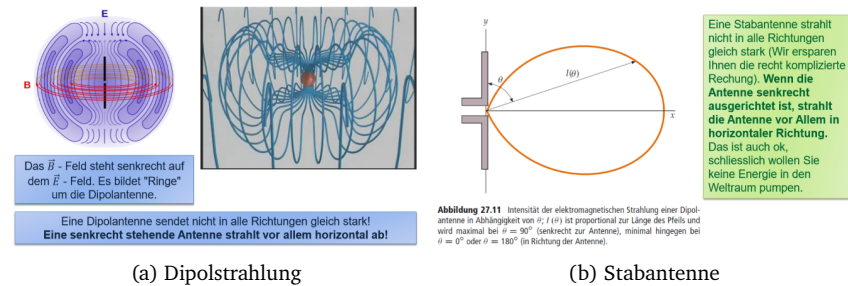 E
B
Das B⃗ - Feld steht senkrecht auf
dem E⃗ - Feld. Es bildet "Ringe"
um die Dipolantenne.
Eine Dipolantenne sendet nicht in alle Richtungen gleich stark!
Eine senkrecht stehende Antenne strahlt vor allem horizontal ab!
(a) Dipolstrahlung
y
θ
I(θ)
x
Abbildung 27.11 Intensität der elektromagnetischen Strahlung einer Dipol-
antenne in Abhängigkeit von θ; I (θ) ist proportional zur Länge des Pfeils und
wird maximal bei θ = 90° (senkrecht zur Antenne), minimal hingegen bei
θ = 0° oder θ = 180° (in Richtung der Antenne).
Eine Stabantenne strahlt
nicht in alle Richtungen
gleich stark (Wir ersparen
Ihnen die recht komplizierte
Rechung). Wenn die
Antenne senkrecht
ausgerichtet ist, strahlt
die Antenne vor Allem in
horizontaler Richtung.
Das ist auch ok,
schliesslich wollen Sie
keine Energie in den
Weltraum pumpen.
(b) Stabantenne